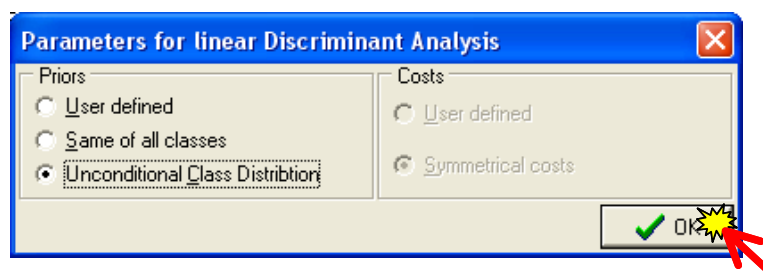 Parameters for linear Discriminant Analysis
Priors
User defined
Same of all classes
Unconditional Class Distribtion
Costs
User defined
Symmetrical costs
OK